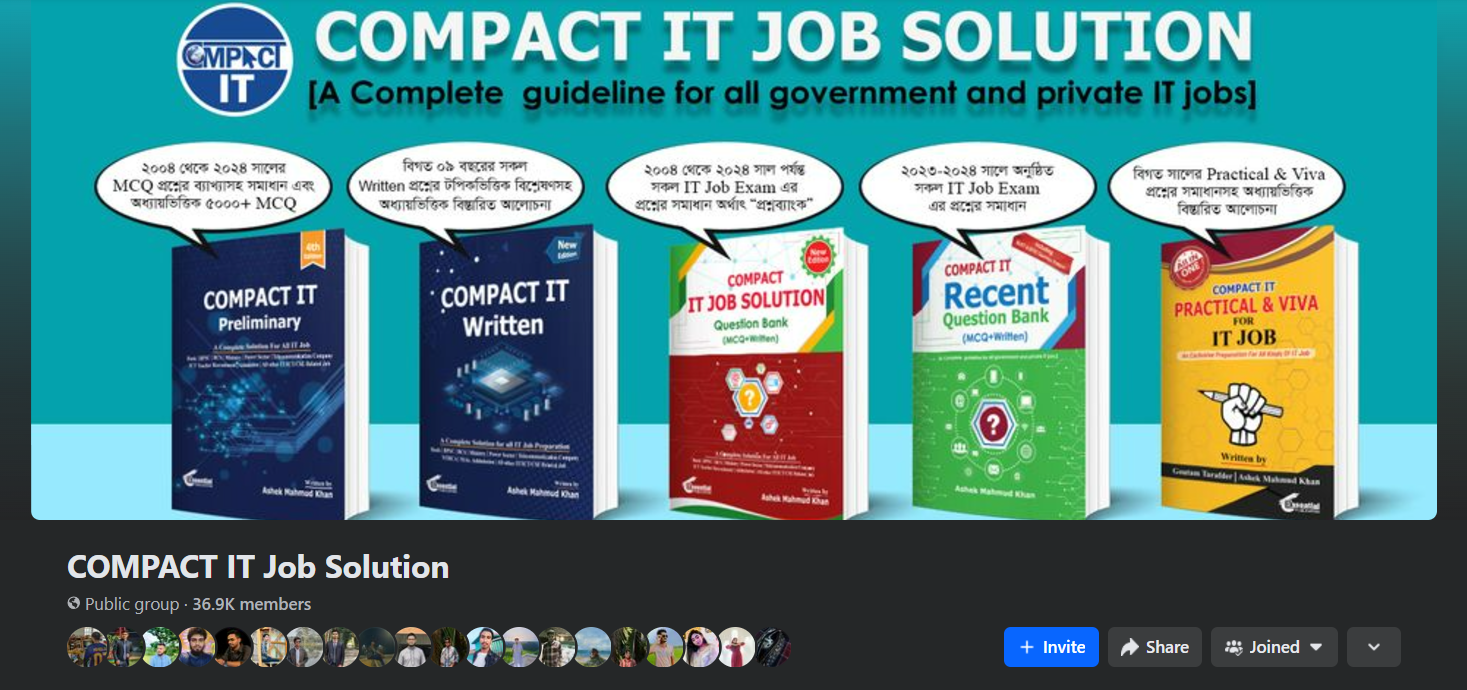 COMPACT IT
COMPACT IT JOB SOLUTION
[A Complete guideline for all government and private IT jobs]
২০০৪ থেকে ২০২৪ সালের
MCQ প্রশ্নের ব্যাখ্যাসহ সমাধান এবং
অধ্যায়ভিত্তিক ৫০০০+ MCQ
বিগত ০৯ বছরের সকল
Written প্রশ্নের টপিকভিত্তিক বিশ্লেষণসহ
অধ্যায়ভিত্তিক বিস্তারিত আলোচনা
২০০৪ থেকে ২০২৪ সাল পর্যন্ত
সকল IT Job Exam এর
প্রশ্নের সমাধান অর্থাৎ “প্রশ্নব্যাংক”
২০২৩-২০২৪ সালে অনুষ্ঠিত
সকল IT Job Exam
এর প্রশ্নের সমাধান
বিগত সালের Practical & Viva
প্রশ্নের সমাধানসহ অধ্যায়ভিত্তিক
বিস্তারিত আলোচনা
4th
Edition
COMPACT IT
Preliminary
A Complete Solution For All IT Job
Written by
Ashek Mahmud Khan
Essential
New
Edition
COMPACT IT
Written
A Complete Solution for all IT Job Preparation
Written by
Ashek Mahmud Khan
Essential
New
Edition
COMPACT
IT JOB SOLUTION
Question Bank
(MCQ+Written)
?
A Complete Solution For All IT Job
Written by
Ashek Mahmud Khan
Essential
COMPACT IT
Recent
Question Bank
(MCQ+Written)
?
Ashek Mahmud Khan
All in
ONE
COMPACT IT
PRACTICAL & VIVA
FOR
IT JOB
An Exclusive Preparation For All Kinds Of IT Job
Written by
Goutam Tarafder | Ashek Mahmud Khan
Essential
COMPACT IT Job Solution
Public group · 36.9K members
+ Invite
Share
Joined